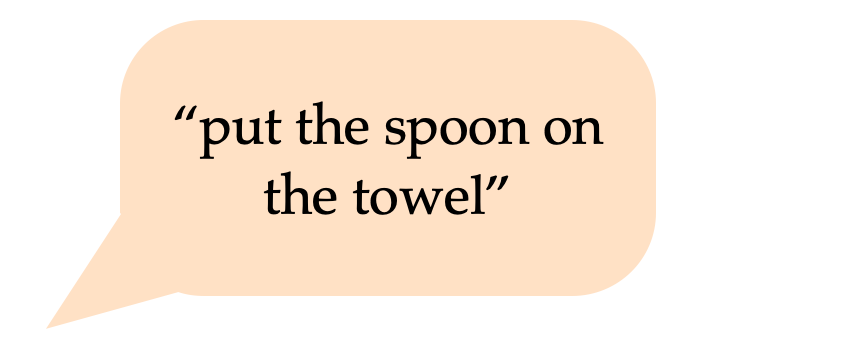 “put the spoon on
the towel”